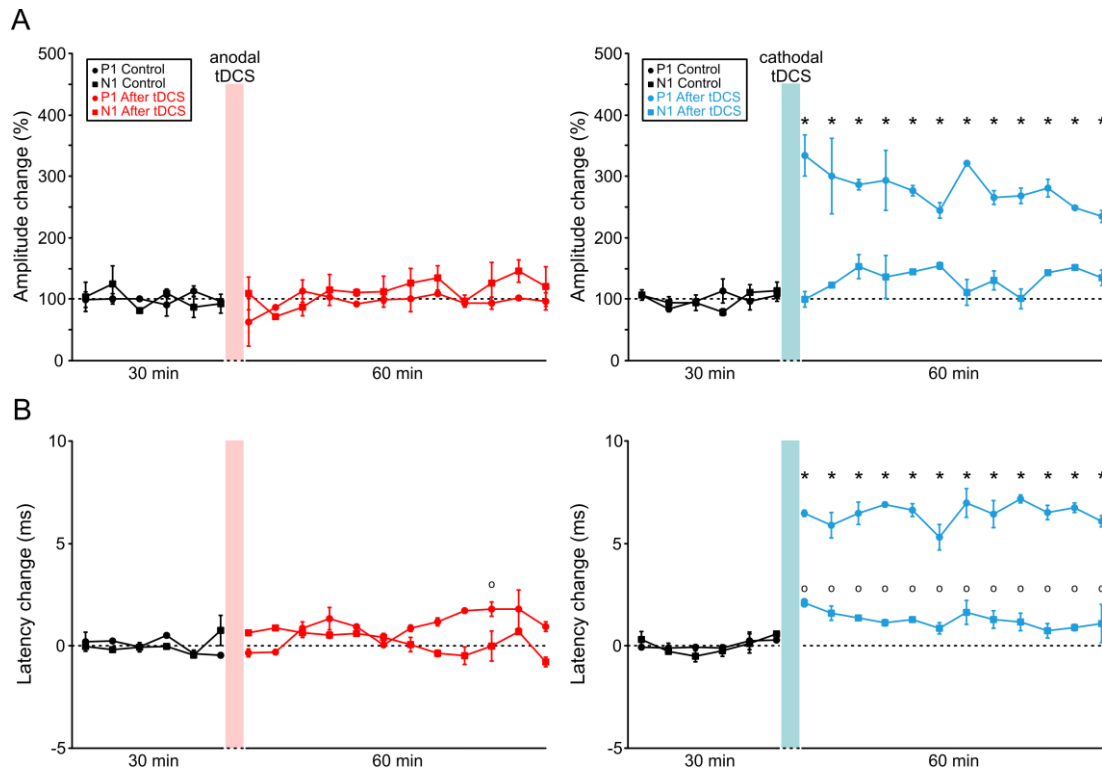 A
anodal
tDCS
500
400
300
200
100
0
Amplitude change (%)
P1 Control
N1 Control
P1 After tDCS
N1 After tDCS
30 min
60 min
cathodal
tDCS
500
400
300
200
100
0
Amplitude change (%)
P1 Control
N1 Control
P1 After tDCS
N1 After tDCS
* * * * * * * * * * * *
30 min
60 min
B
10
5
0
-5
Latency change (ms)
o
30 min
60 min
10
5
0
-5
Latency change (ms)
* * * * * * * * * * * *
o o o o o o o o o o o o
30 min
60 min